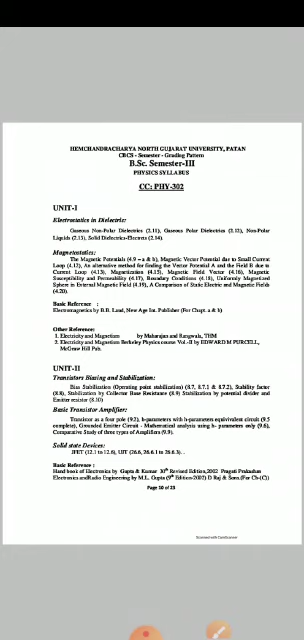 HEMCHANDRACHARYA NORTH GUJARAT UNIVERSITY, PATAN
CBCS - Semester - Grading Pattern
B.Sc. Semester-III
PHYSICS SYLLABUS
CC: PHY-302
UNIT-I
Electrostatics in Dielectric:
Gaseous Non-Polar Dielectrics (2.11), Gaseous Polar Dielectrics (2.12), Non-Polar
Liquids (2.13), Solid Dielectrics-Electrets (2.14).
Magnetostatics:
The Magnetic Potentials (4.9 – a & b), Magnetic Vector Potential due to Small Current
Loop (4.12), An alternative method for finding the Vector Potential A and the Field B due to
Current Loop (4.13), Magnetization (4.15), Magnetic Field Vector (4.16), Magnetic
Susceptibility and Permeability (4.17), Boundary Conditions (4.18), Uniformly Magnetized
Sphere in External Magnetic Field (4.19), A Comparison of Static Electric and Magnetic Fields
(4.20).
Basic Reference :
Electromagnetics by B.B. Laud, New Age Int. Publisher (For Chapt. a & b)
Other Reference:
1. Electricity and Magnetism by Mahurajan and Rangwala, THM
2. Electricity and Magnetism Berkeley Physics course Vol.-II by EDWARD M PURCELL,
McGraw Hill Pub.
UNIT-II
Transistors Biasing and Stabilization:
Bias Stabilization (Operating point stabilization) (8.7, 8.7.1 & 8.7.2), Stability factor
(8.8), Stabilization by Collector Base Resistance (8.9) Stabilization by potential divider and
Emitter resistor (8.10)
Basic Transistor Amplifier:
Transistor as a four pole (9.2), h-parameters with h-parameters equivalent circuit (9.5
complete), Grounded Emitter Circuit - Mathematical analysis using h- parameters only (9.6),
Comparative Study of three types of Amplifiers (9.9).
Solid state Devices:
JFET (12.1 to 12.6), UJT (26.6, 26.6.1 to 26.6.3)...
Basic Reference :
Hand book of Electronics by Gupta & Kumar 30th Revised Edition,2002 Pragati Prakashan
Electronics andRadio Engineering by M.L. Gupta (9th Edition-2002) D Raj & Sons.(For Ch-(C))
Page 20 of 23
Scanned with CamScanner